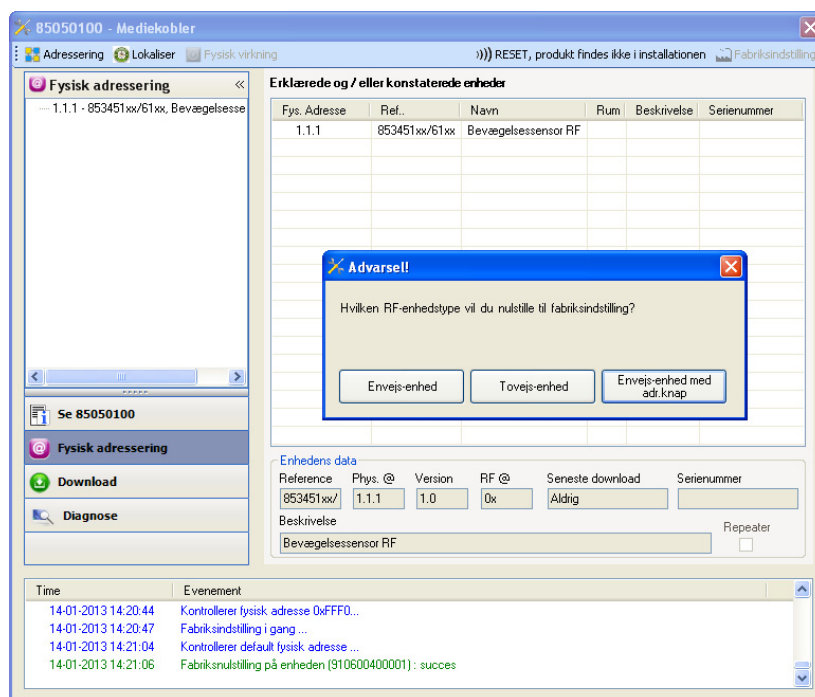 85050100 - Mediekobler
Adressering Lokaliser Fysisk virkning ))) RESET, produkt findes ikke i installationen Fabriksindstilling
Fysisk adressering «
1.1.1 - 853451xx/61xx, Bevægelsesse
Erklærede og / eller konstaterede enheder
Fys. Adresse Ref.. Navn Rum Beskrivelse Serienummer
1.1.1 853451xx/61xx Bevægelsessensor RF
Advarsel!
Hvilken RF-enhedstype vil du nulstille til fabriksindstilling?
Envejs-enhed Tovejs-enhed Envejs-enhed med
adr.knap
Se 85050100
Fysisk adressering
Download
Diagnose
Enhedens data
Reference Phys. @ Version RF @ Seneste download Serienummer
853451xx/ 1.1.1 1.0 0x Aldrig
Beskrivelse
Bevægelsessensor RF
Repeater
Time Evenement
14-01-2013 14:20:44 Kontrollerer fysisk adresse 0xFFF0...
14-01-2013 14:20:47 Fabriksindstilling i gang ...
14-01-2013 14:21:04 Kontrollerer default fysisk adresse ...
14-01-2013 14:21:06 Fabriksnulstilling på enheden (910600400001) : succes